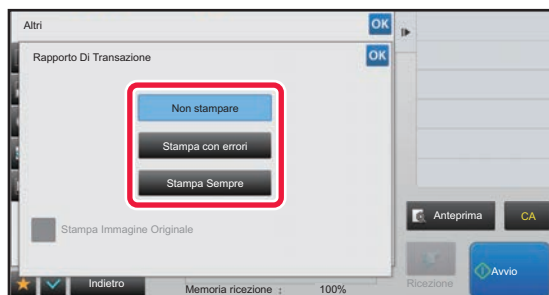 Altri
OK
Rapporto Di Transazione
OK
Non stampare
Stampa con errori
Stampa Sempre
Stampa Immagine Originale
Anteprima
CA
Indietro
Memoria ricezione :
100%
Ricezione
Avvio